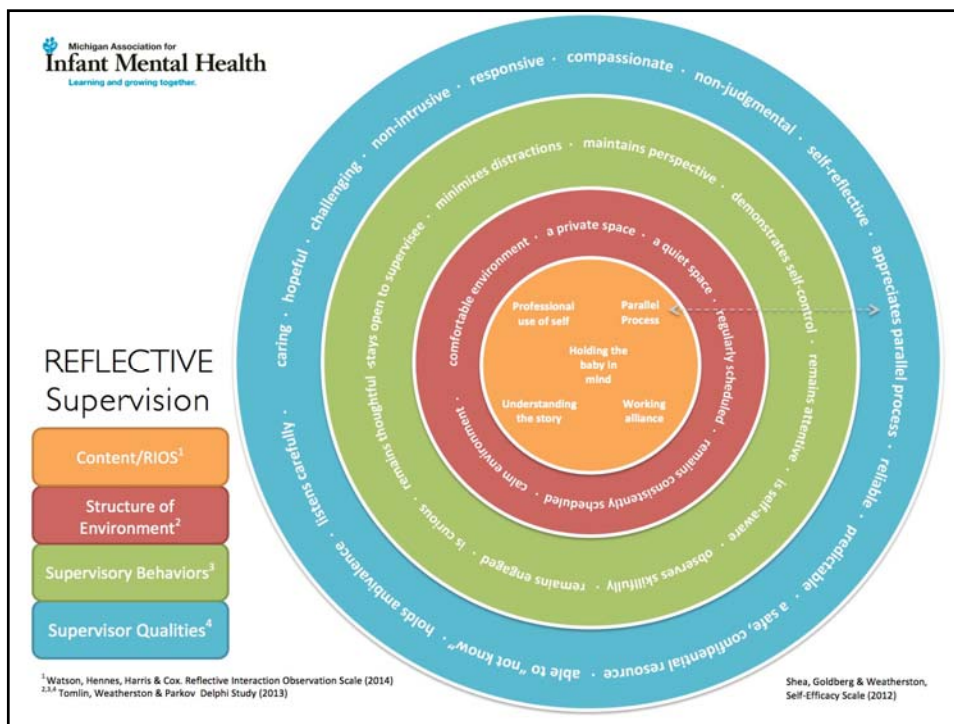 Michigan Association for
Infant Mental Health
Learning and growing together.
REFLECTIVE
Supervision
Content/RIOS1
Structure of
Environment2
Supervisory Behaviors3
Supervisor Qualities4
caring · hopeful · challenging · non-intrusive · responsive · compassionate · non-judgmental · self-reflective · appreciates parallel process · reliable · predictable · a safe, confidential resource · able to "not know" · holds ambivalence · listens carefully ·
stays open to supervisee · minimizes distractions · maintains perspective · demonstrates self-control · remains attentive · is self-aware · observes skillfully · remains engaged · is curious · remains thoughtful
comfortable environment · a private space · a quiet space · regularly scheduled · remains consistently scheduled · calm environment ·
Professional
use of self
Parallel
Process
Holding the
baby in
mind
Understanding
the story
Working
alliance
1 Watson, Hennes, Harris & Cox. Reflective Interaction Observation Scale (2014)
2,3,4 Tomlin, Weatherston & Parkov Delphi Study (2013)
Shea, Goldberg & Weatherston,
Self-Efficacy Scale (2012)